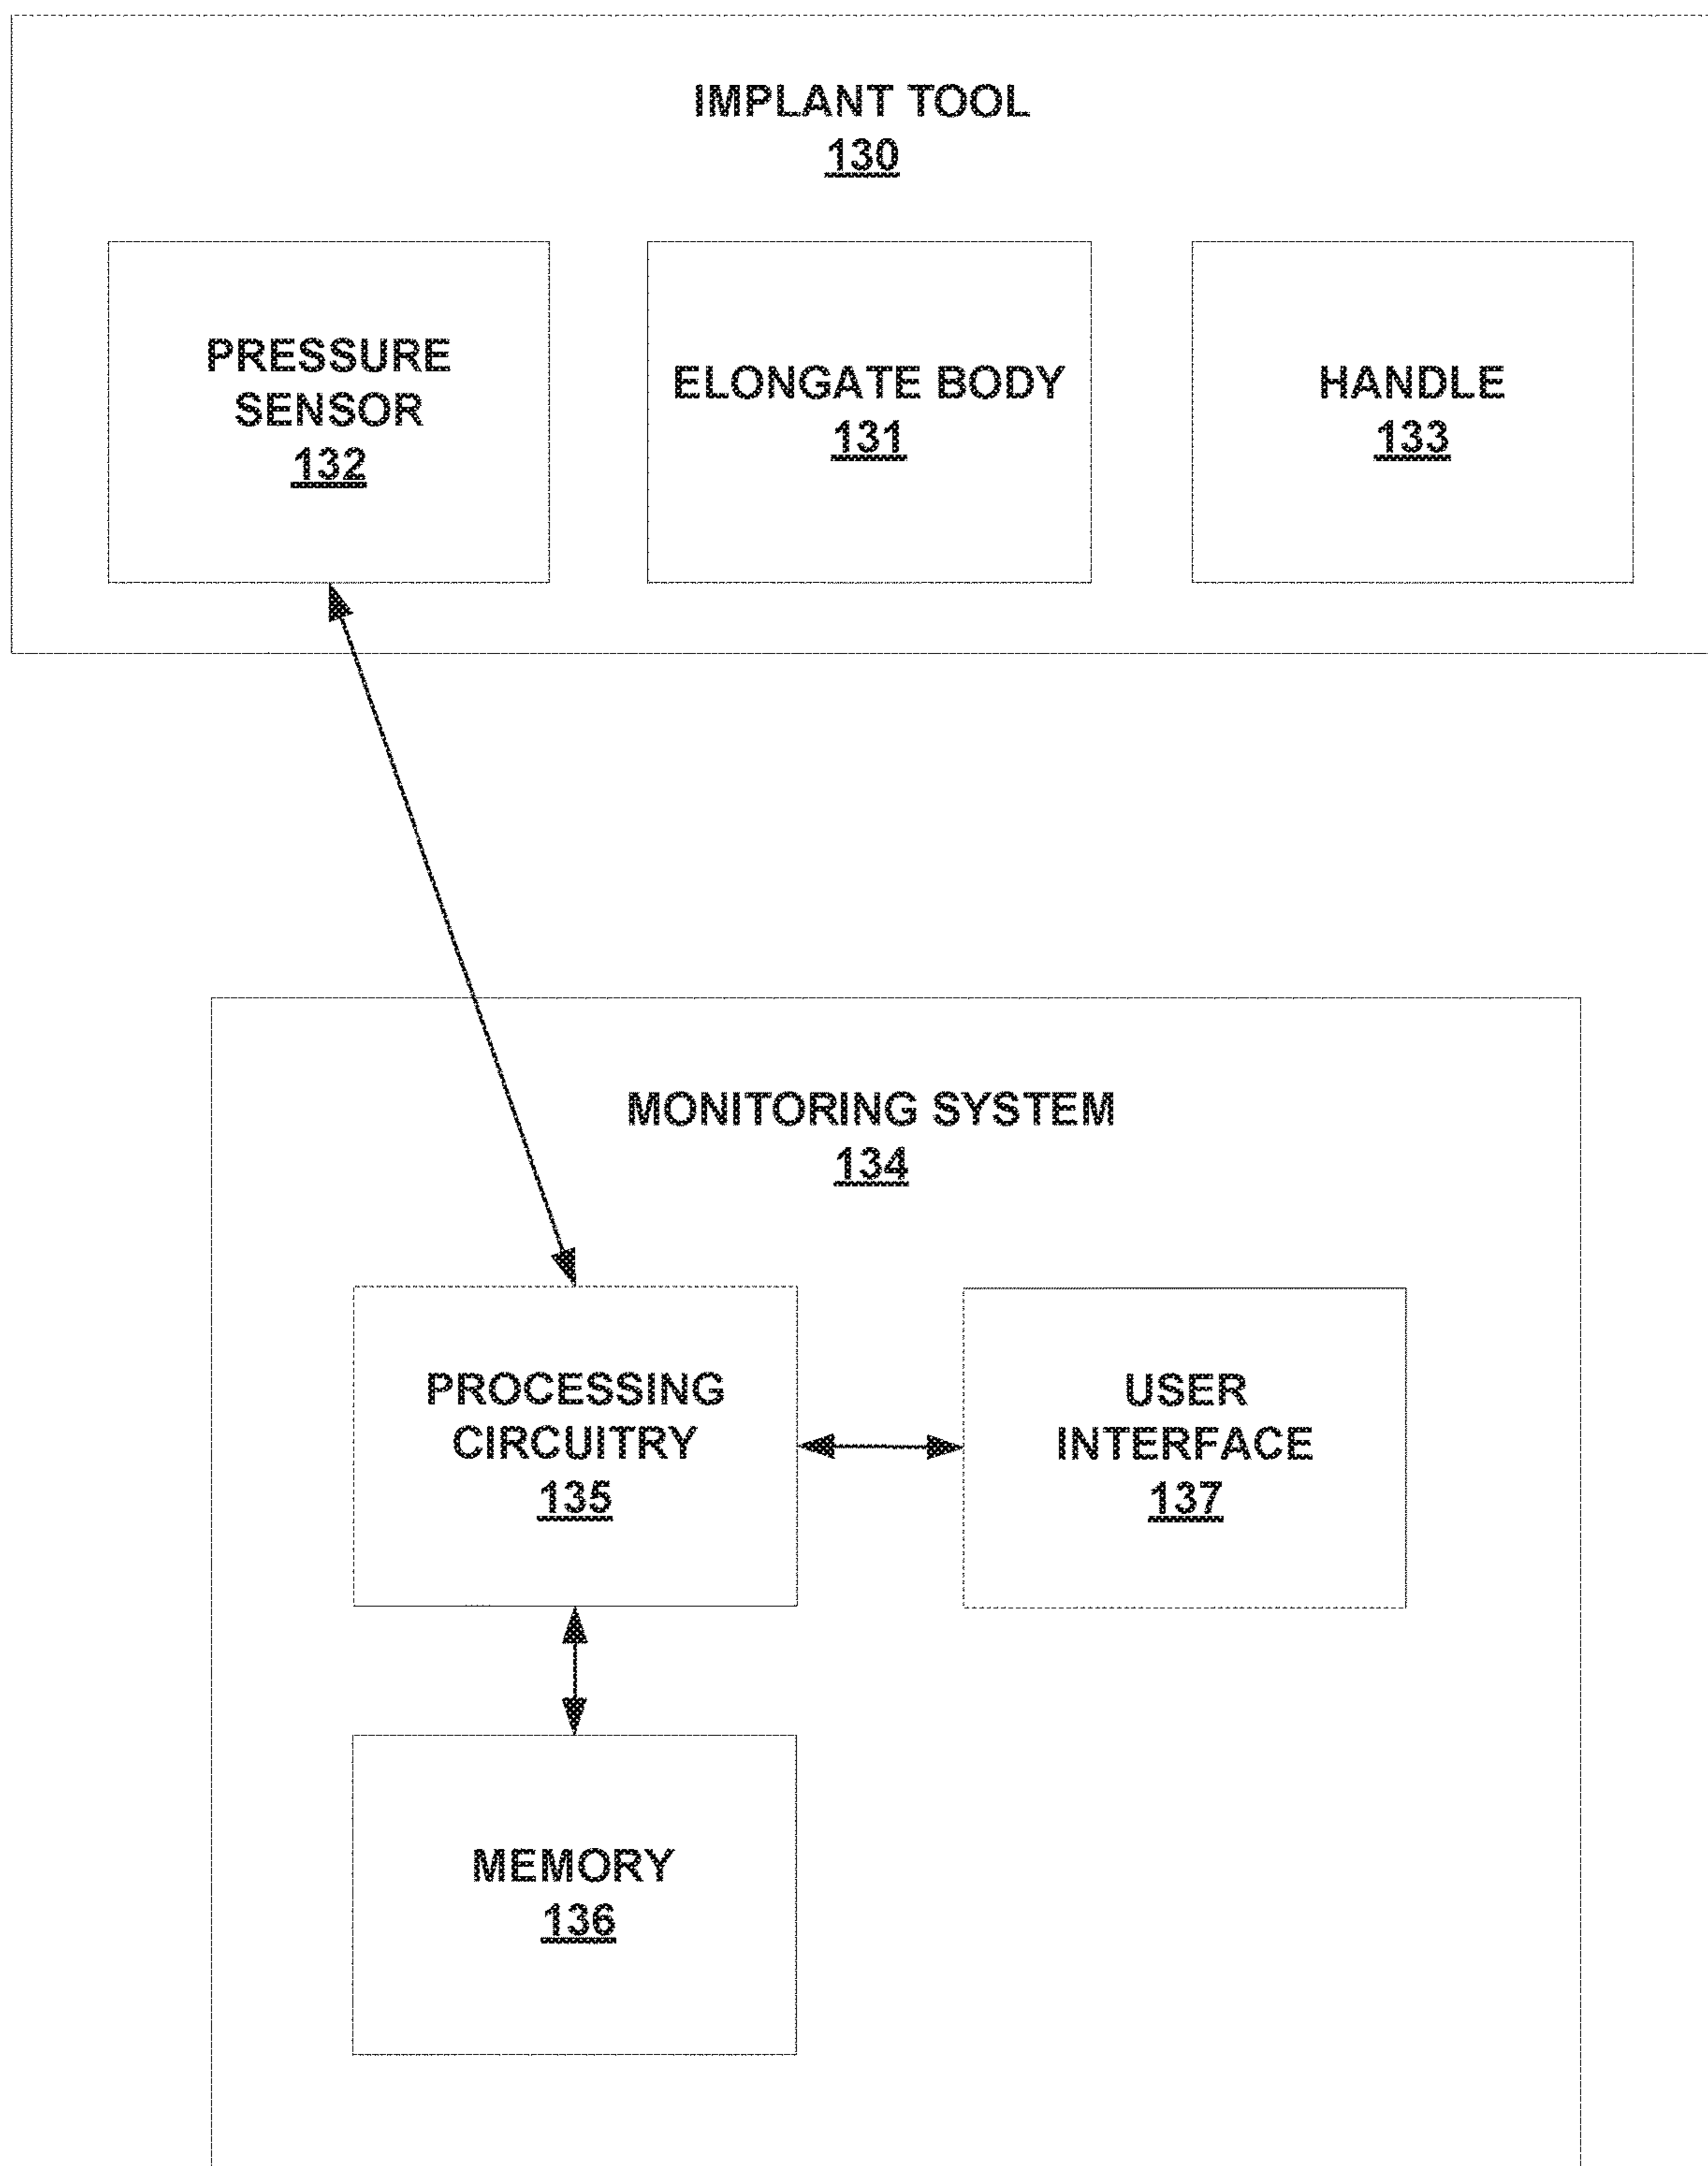 IMPLANT TOOL
130
PRESSURE
SENSOR
132
ELONGATE BODY
131
HANDLE
133
MONITORING SYSTEM
134
PROCESSING
CIRCUITRY
135
USER
INTERFACE
137
MEMORY
136